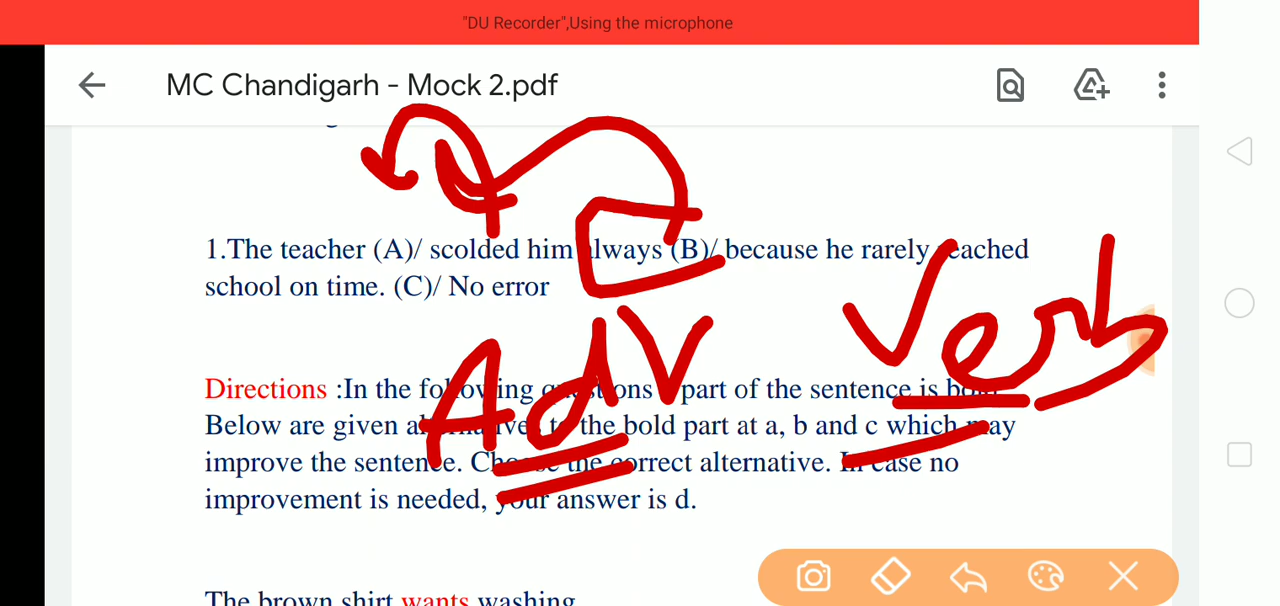 "DU Recorder",Using the microphone
MC Chandigarh - Mock 2.pdf
1.The teacher (A)/ scolded him always (B)/ because he rarely reached
school on time. (C)/ No error
Verb
Adv
Directions :In the following questions part of the sentence is bold.
Below are given alternatives to the bold part at a, b and c which may
improve the sentence. Choose the correct alternative. In case no
improvement is needed, your answer is d.
The brown shirt wants washing